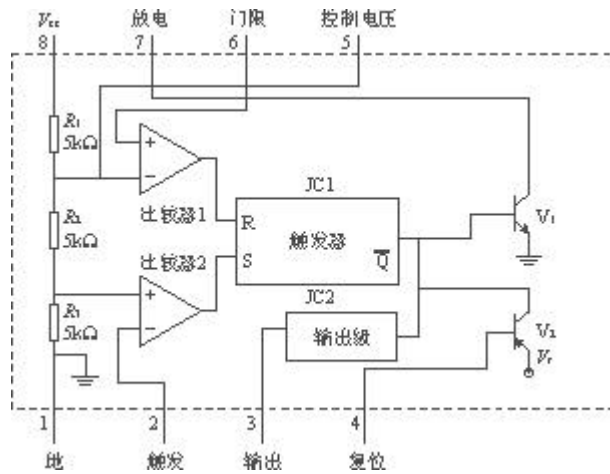 Vcc 放电 门限 控制电压
8 7 6 5
R1
5kΩ
比较器1
JC1
R
S
触发器
Q̅
V1
R2
5kΩ
比较器2
JC2
输出级
R3
5kΩ
V2
Vr
1 2 3 4
地 触发 输出 复位